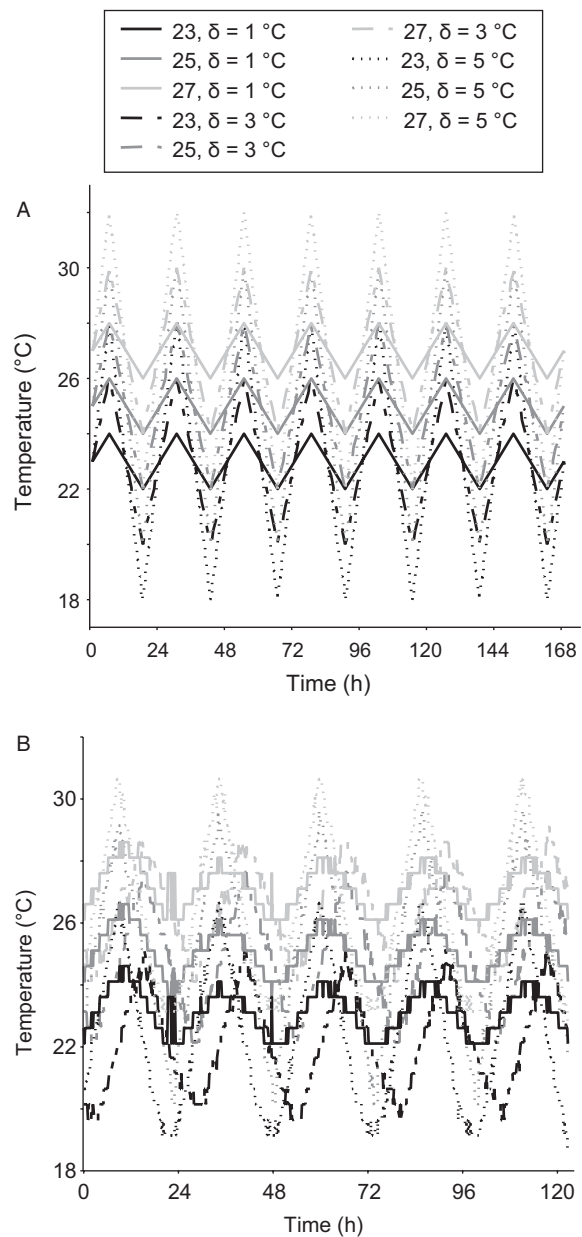 23, δ = 1 °C
25, δ = 1 °C
27, δ = 1 °C
23, δ = 3 °C
25, δ = 3 °C
27, δ = 3 °C
23, δ = 5 °C
25, δ = 5 °C
27, δ = 5 °C
A
Temperature (°C)
30
26
22
18
0 24 48 72 96 120 144 168
Time (h)
B
Temperature (°C)
30
26
22
18
0 24 48 72 96 120
Time (h)